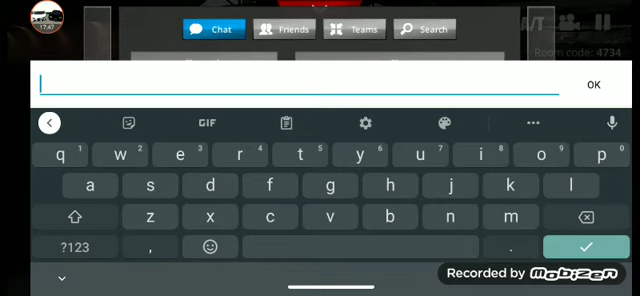 17:47
A/T
Chat
Friends
Teams
Search
Room code: 4734
OK
GIF
q 1 w 2 e 3 r 4 t 5 y 6 u 7 i 8 o 9 p 0
a s d f g h j k l
z x c v b n m
?123 , .
Recorded by Mobizen